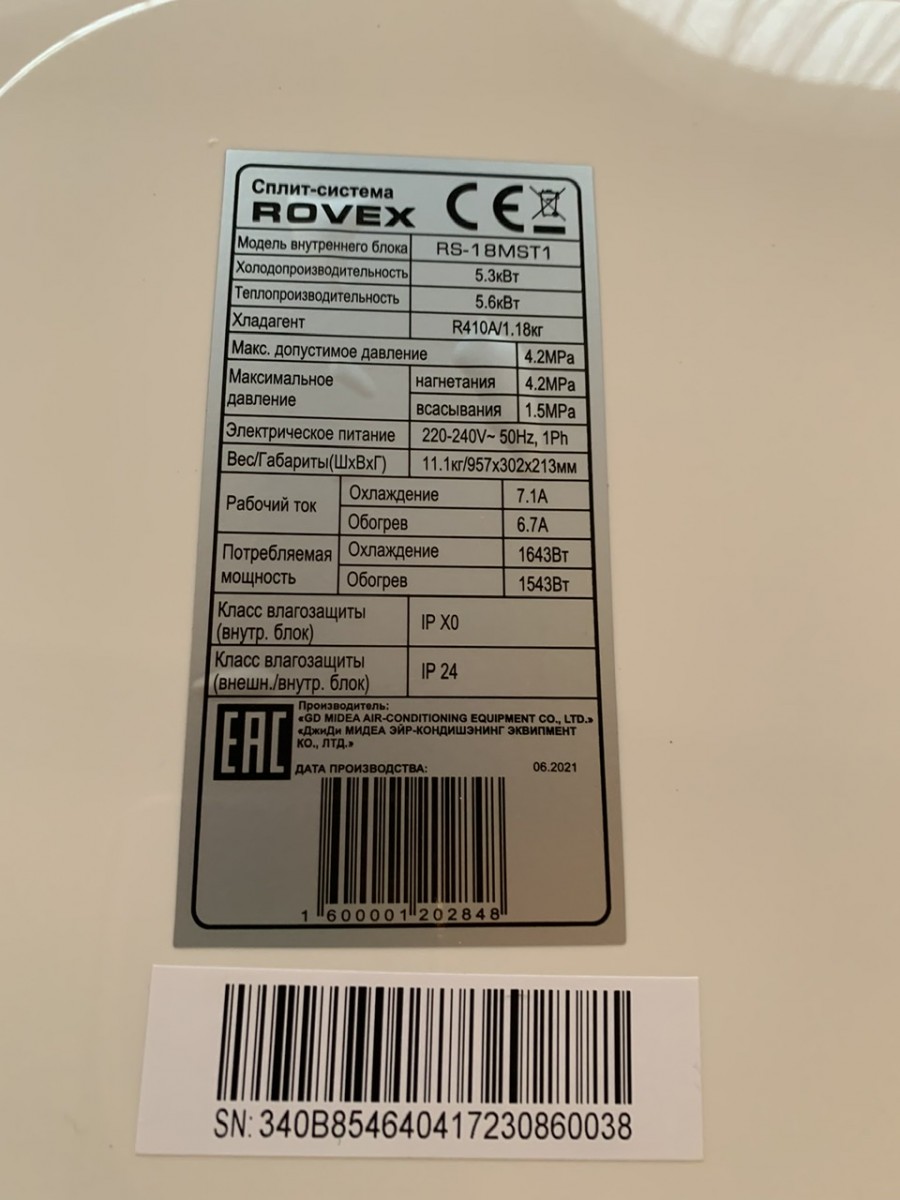 Сплит-система
ROVEX
CE
Модель внутреннего блока RS-18MST1
Холодопроизводительность 5.3кВт
Теплопроизводительность 5.6кВт
Хладагент R410A/1.18кг
Макс. допустимое давление 4.2MPa
Максимальное давление нагнетания 4.2MPa
всасывания 1.5MPa
Электрическое питание 220-240V~ 50Hz, 1Ph
Вес/Габариты(ШхВхГ) 11.1кг/957х302х213мм
Рабочий ток Охлаждение 7.1A
Обогрев 6.7A
Потребляемая мощность Охлаждение 1643Вт
Обогрев 1543Вт
Класс влагозащиты
(внутр. блок) IP X0
Класс влагозащиты
(внешн./внутр. блок) IP 24
EAC
Производитель:
«GD MIDEA AIR-CONDITIONING EQUIPMENT CO., LTD.»
«ДжиДи МИДЕА ЭЙР-КОНДИШЭНИНГ ЭКВИПМЕНТ
КО., ЛТД.»
ДАТА ПРОИЗВОДСТВА: 06.2021
1 600001 202848
SN: 340B854640417230860038